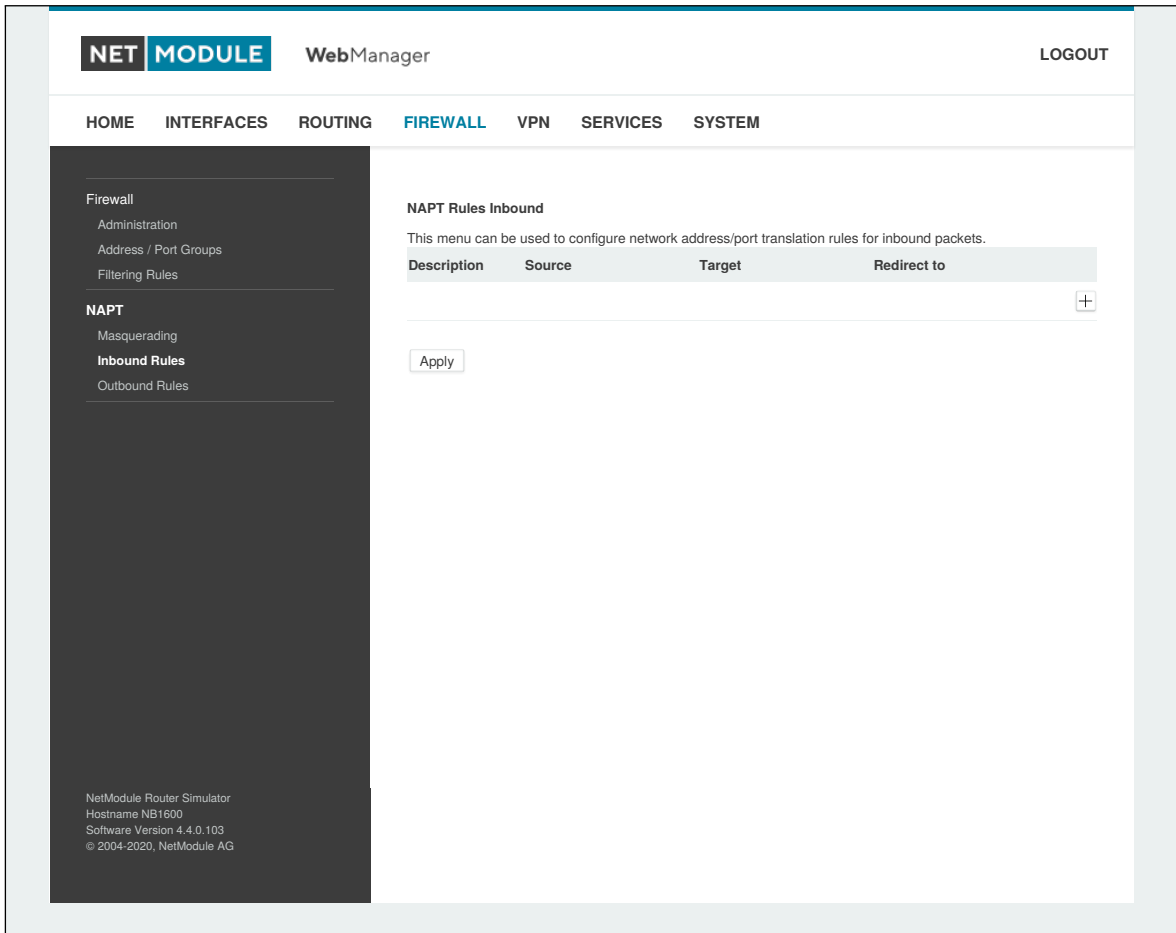 NET MODULE WebManager LOGOUT
HOME INTERFACES ROUTING FIREWALL VPN SERVICES SYSTEM
Firewall
Administration
Address / Port Groups
Filtering Rules
NAPT
Masquerading
Inbound Rules
Outbound Rules
NAPT Rules Inbound
This menu can be used to configure network address/port translation rules for inbound packets.
Description Source Target Redirect to
Apply
NetModule Router Simulator
Hostname NB1600
Software Version 4.4.0.103
© 2004-2020, NetModule AG